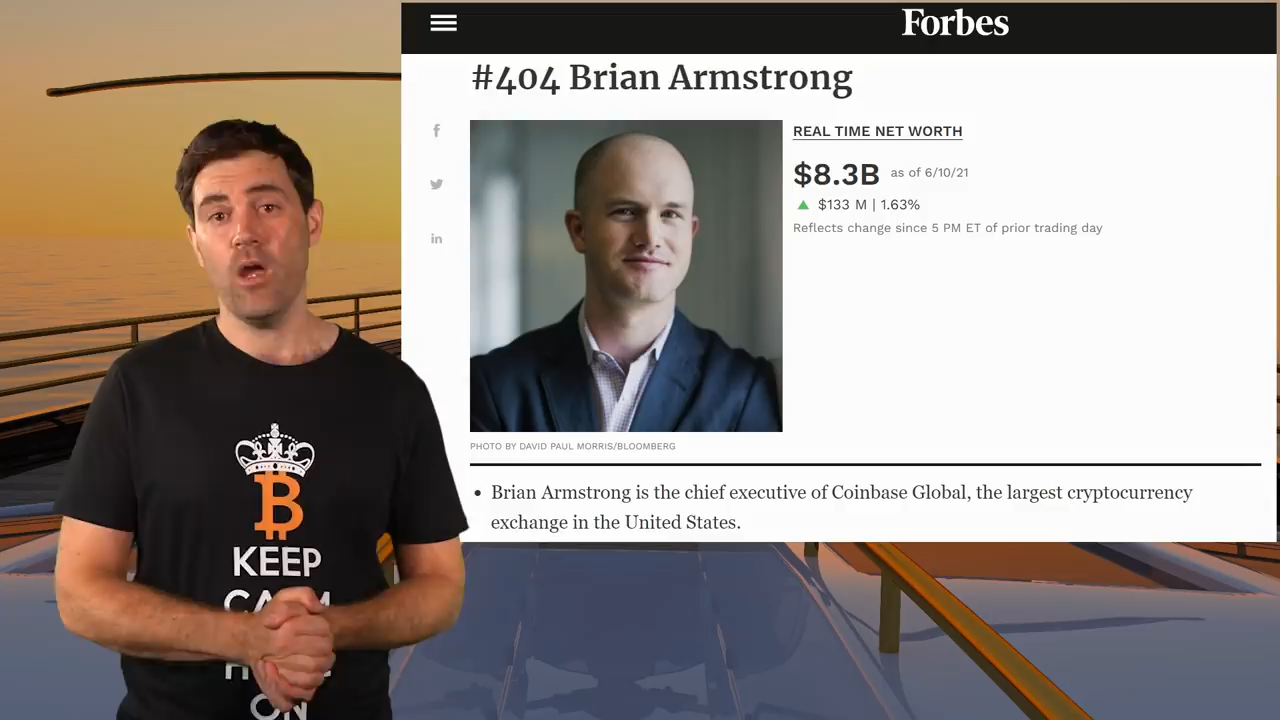 Forbes
#404 Brian Armstrong
REAL TIME NET WORTH
$8.3B as of 6/10/21
$133 M | 1.63%
Reflects change since 5 PM ET of prior trading day
PHOTO BY DAVID PAUL MORRIS/BLOOMBERG
• Brian Armstrong is the chief executive of Coinbase Global, the largest cryptocurrency
exchange in the United States.
f
in
B
KEEP
ON